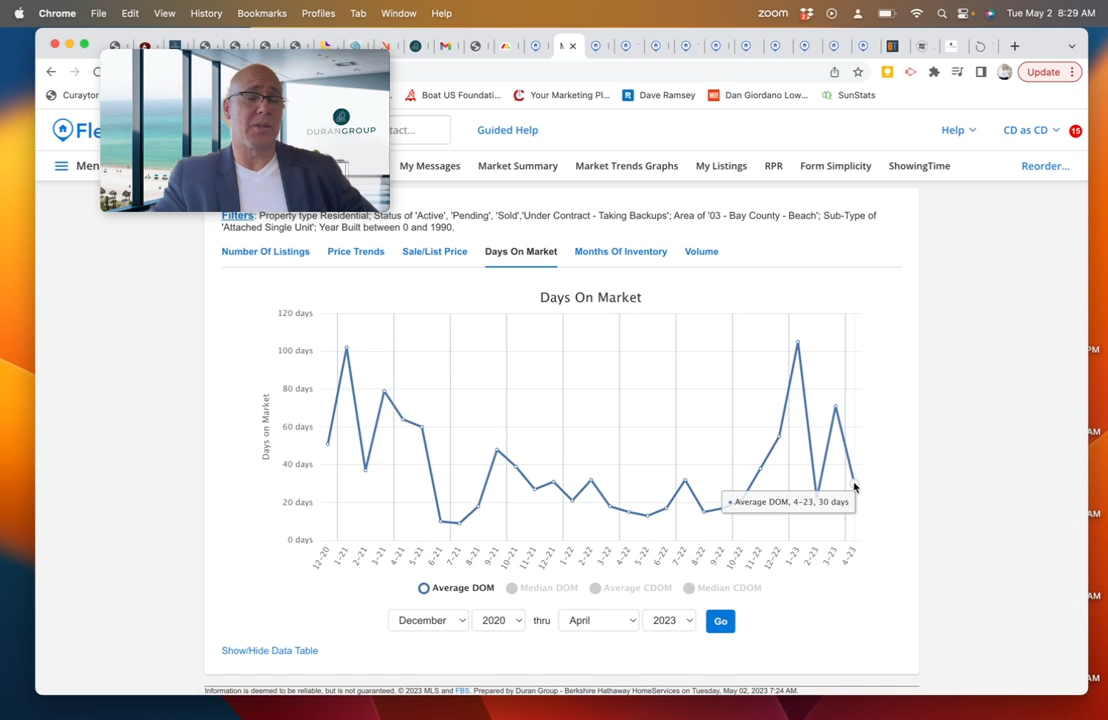 Chrome File Edit View History Bookmarks Profiles Tab Window Help
zoom
Tue May 2 8:29 AM
Update
Curaytor
Boat US Foundati...
Your Marketing Pl...
Dave Ramsey
Dan Giordano Low...
SunStats
DURANGROUP
Fle
tact...
Guided Help
Help
CD as CD
15
Men
My Messages
Market Summary
Market Trends Graphs
My Listings
RPR
Form Simplicity
ShowingTime
Reorder...
Filters: Property type Residential; Status of 'Active', 'Pending', 'Sold','Under Contract - Taking Backups'; Area of '03 - Bay County - Beach'; Sub-Type of
'Attached Single Unit'; Year Built between 0 and 1990.
Number Of Listings Price Trends Sale/List Price Days On Market Months Of Inventory Volume
Days On Market
120 days
100 days
80 days
60 days
40 days
20 days
0 days
Days on Market
Average DOM, 4-23, 30 days
12-20 1-21 2-21 3-21 4-21 5-21 6-21 7-21 8-21 9-21 10-21 11-21 12-21 1-22 2-22 3-22 4-22 5-22 6-22 7-22 8-22 9-22 10-22 11-22 12-22 1-23 2-23 3-23 4-23
Average DOM Median DOM Average CDOM Median CDOM
December 2020 thru April 2023 Go
Show/Hide Data Table
Information is deemed to be reliable, but is not guaranteed. © 2023 MLS and FBS. Prepared by Duran Group - Berkshire Hathaway HomeServices on Tuesday, May 02, 2023 7:24 AM.
PM
AM
AM
AM
AM